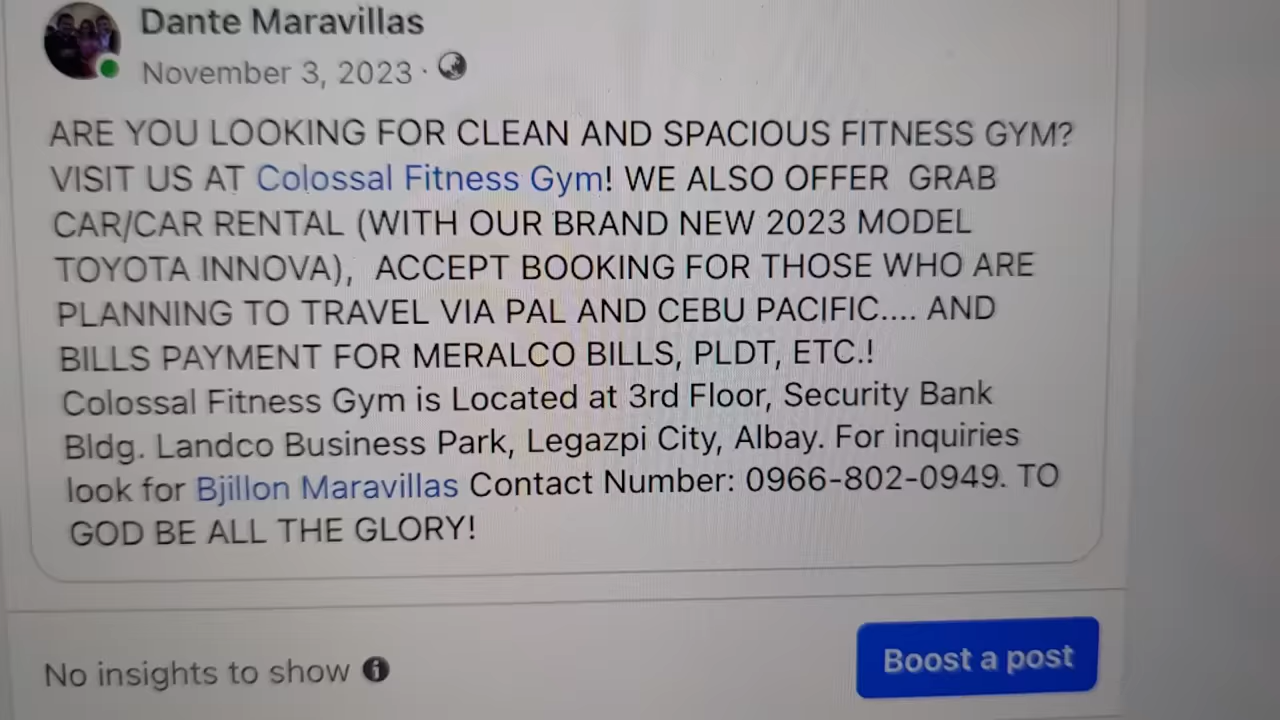 Dante Maravillas
November 3, 2023 ·
ARE YOU LOOKING FOR CLEAN AND SPACIOUS FITNESS GYM?
VISIT US AT Colossal Fitness Gym! WE ALSO OFFER GRAB
CAR/CAR RENTAL (WITH OUR BRAND NEW 2023 MODEL
TOYOTA INNOVA), ACCEPT BOOKING FOR THOSE WHO ARE
PLANNING TO TRAVEL VIA PAL AND CEBU PACIFIC.... AND
BILLS PAYMENT FOR MERALCO BILLS, PLDT, ETC.!
Colossal Fitness Gym is Located at 3rd Floor, Security Bank
Bldg. Landco Business Park, Legazpi City, Albay. For inquiries
look for Bjillon Maravillas Contact Number: 0966-802-0949. TO
GOD BE ALL THE GLORY!
No insights to show
Boost a post